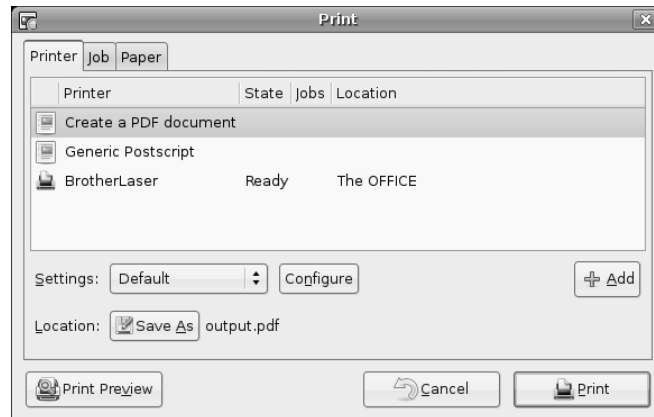 Print
Printer Job Paper
Printer State Jobs Location
Create a PDF document
Generic Postscript
BrotherLaser Ready The OFFICE
Settings: Default Configure Add
Location: Save As output.pdf
Print Preview Cancel Print